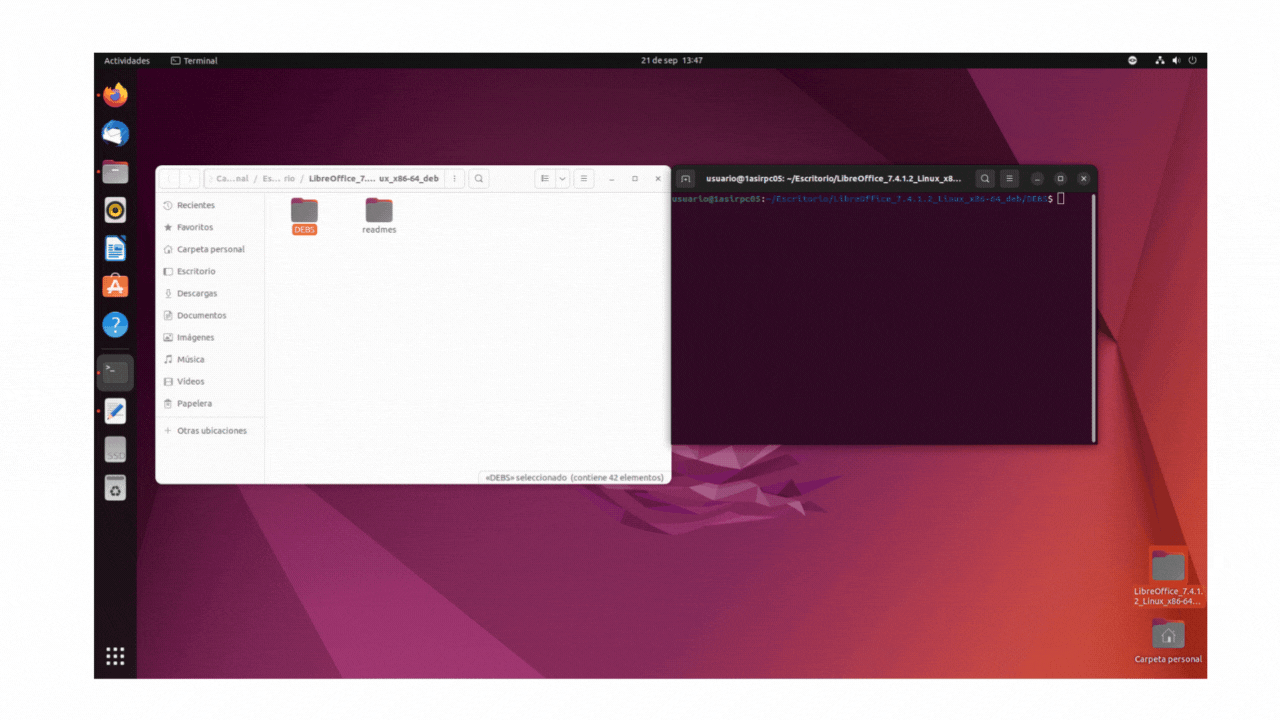 Actividades
Terminal
21 de sep 13:47
Ca...onal / Es... rio / LibreOffice_7.4.... ux_x86-64_deb
usuario@1asirpc05: ~/Escritorio/LibreOffice_7.4.1.2_Linux_x8...
usuario@1asirpc05:~/Escritorio/LibreOffice_7.4.1.2_Linux_x86-64_deb/DEBS$
Recientes
Favoritos
Carpeta personal
Escritorio
Descargas
Documentos
Imágenes
Música
Vídeos
Papelera
Otras ubicaciones
DEBS
readmes
«DEBS» seleccionado (contiene 42 elementos)
SSD
LibreOffice_7.4.1.
2_Linux_x86-64...
Carpeta personal